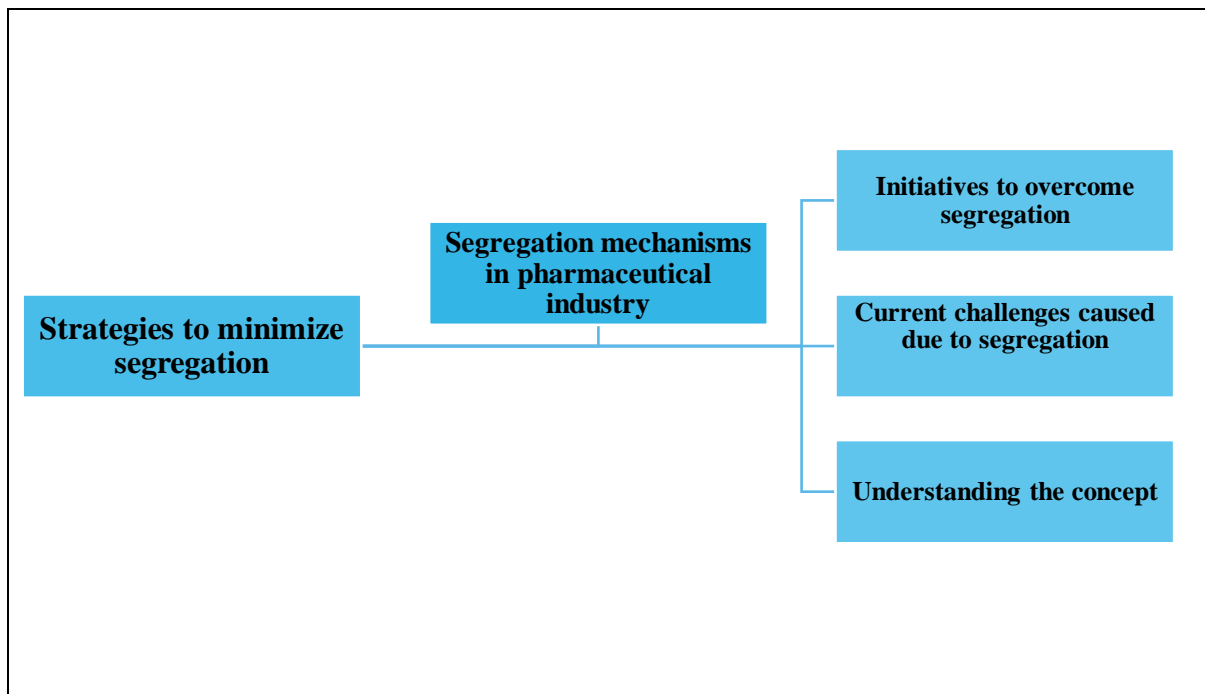 Strategies to minimize
segregation
Segregation mechanisms
in pharmaceutical
industry
Initiatives to overcome
segregation
Current challenges caused
due to segregation
Understanding the concept